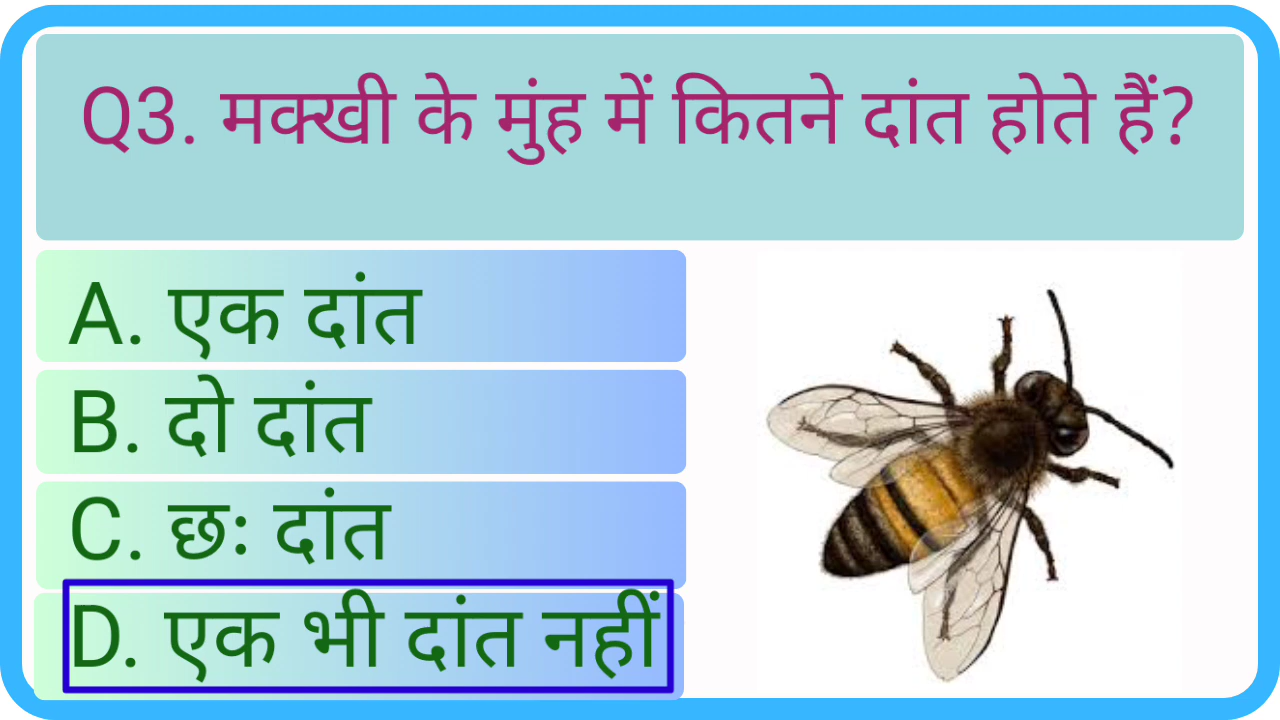 Q3. मक्खी के मुंह में कितने दांत होते हैं?
A. एक दांत
B. दो दांत
C. छः दांत
D. एक भी दांत नहीं